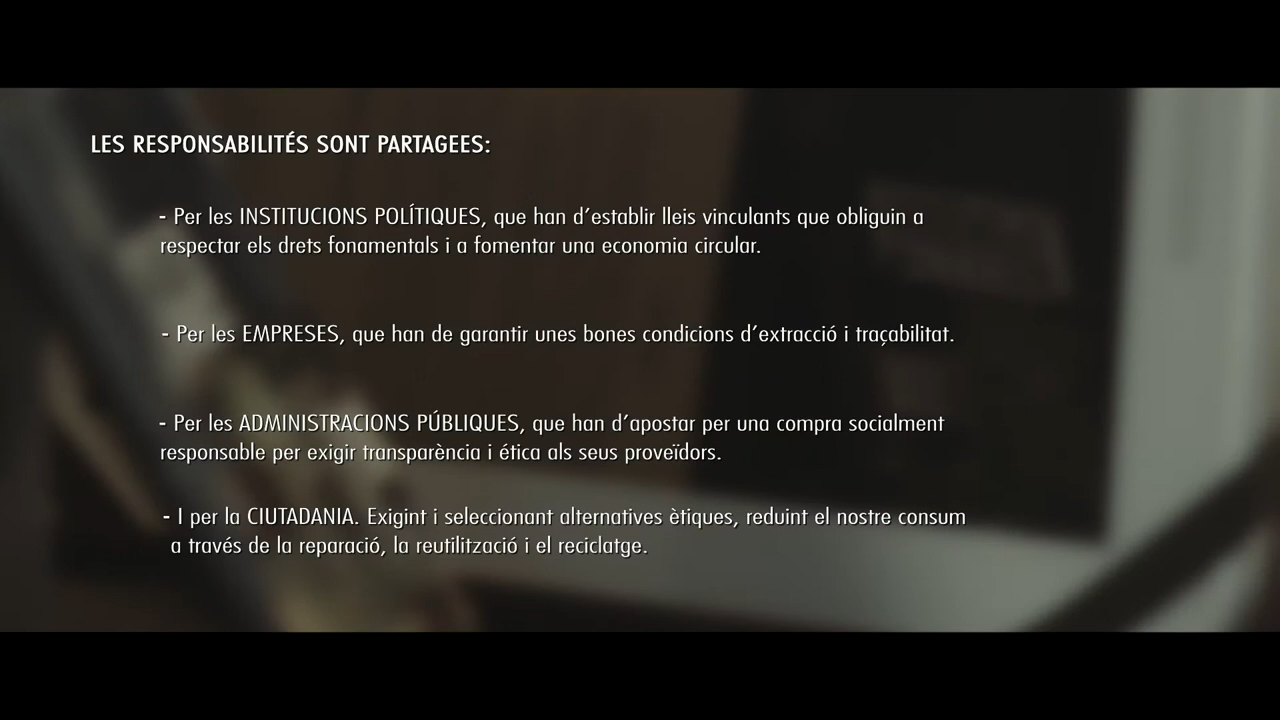 LES RESPONSABILITÉS SONT PARTAGEES:
- Per les INSTITUCIONS POLÍTIQUES, que han d'establir lleis vinculants que obliguin a
respectar els drets fonamentals i a fomentar una economia circular.
- Per les EMPRESES, que han de garantir unes bones condicions d'extracció i traçabilitat.
- Per les ADMINISTRACIONS PÚBLIQUES, que han d'apostar per una compra socialment
responsable per exigir transparència i ética als seus proveïdors.
- I per la CIUTADANIA. Exigint i seleccionant alternatives ètiques, reduint el nostre consum
a través de la reparació, la reutilització i el reciclatge.